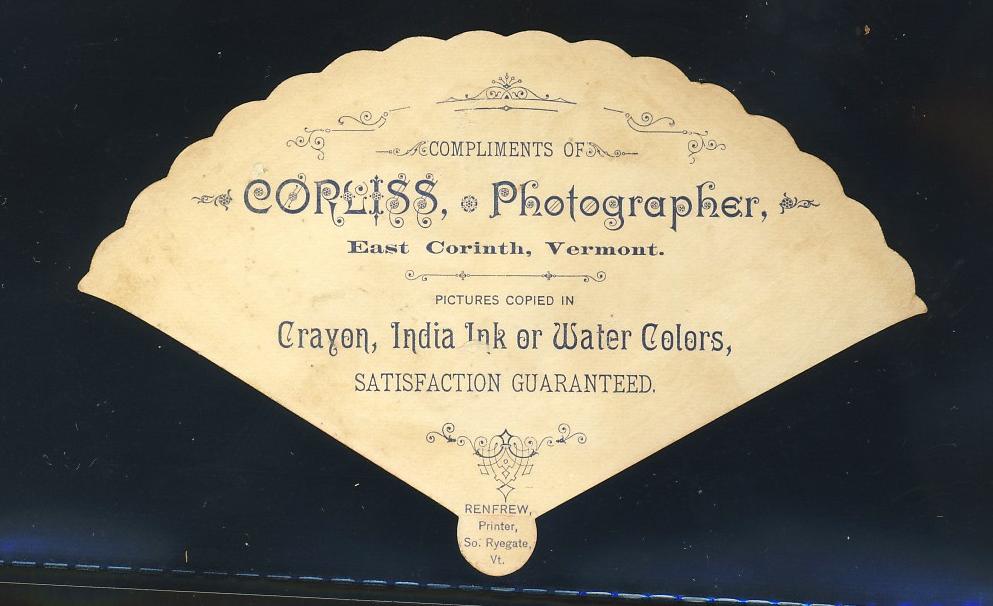 COMPLIMENTS OF
CORLISS, Photographer,
East Corinth, Vermont.
PICTURES COPIED IN
Crayon, India Ink or Water Colors,
SATISFACTION GUARANTEED.
RENFREW,
Printer,
So. Ryegate,
Vt.